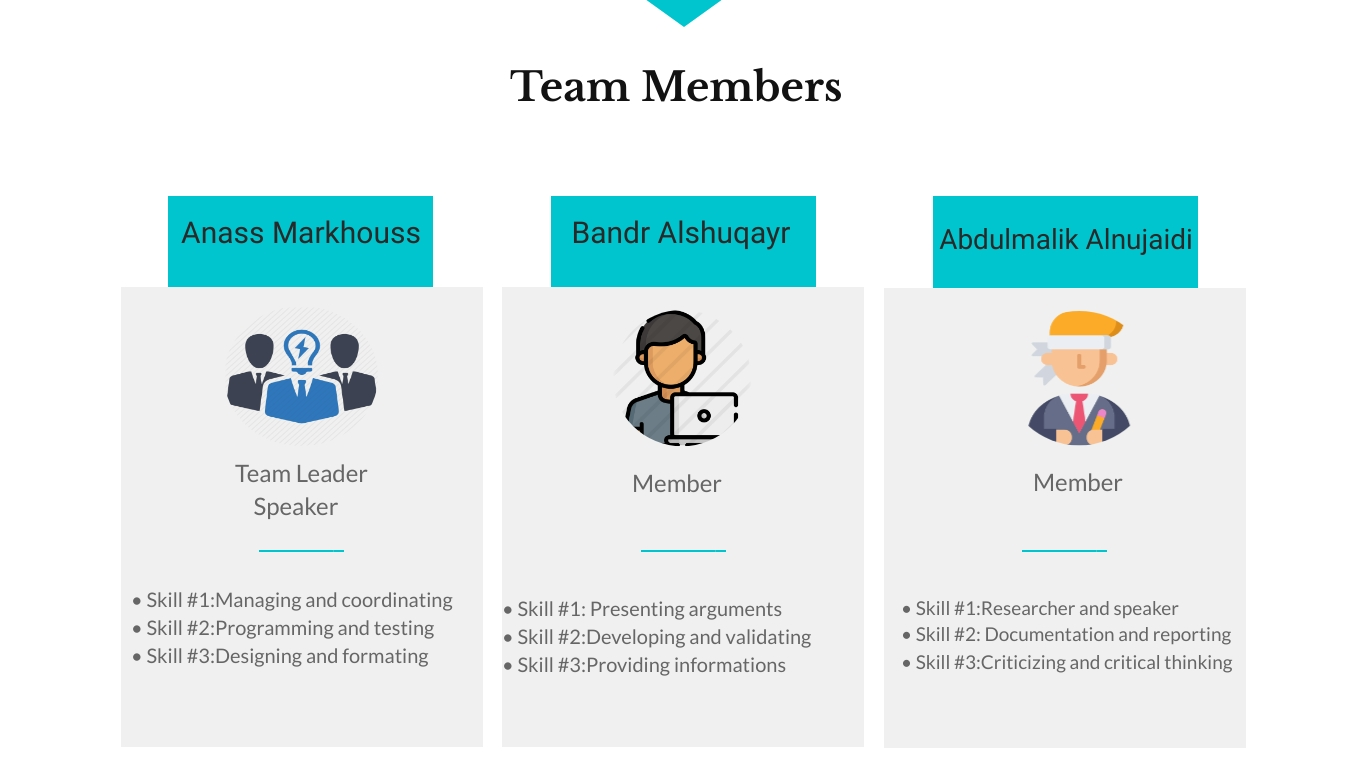 Team Members
Anass Markhouss
Team Leader
Speaker
• Skill #1:Managing and coordinating
• Skill #2:Programming and testing
• Skill #3:Designing and formating
Bandr Alshuqayr
Member
• Skill #1: Presenting arguments
• Skill #2:Developing and validating
• Skill #3:Providing informations
Abdulmalik Alnujaidi
Member
• Skill #1:Researcher and speaker
• Skill #2: Documentation and reporting
• Skill #3:Criticizing and critical thinking